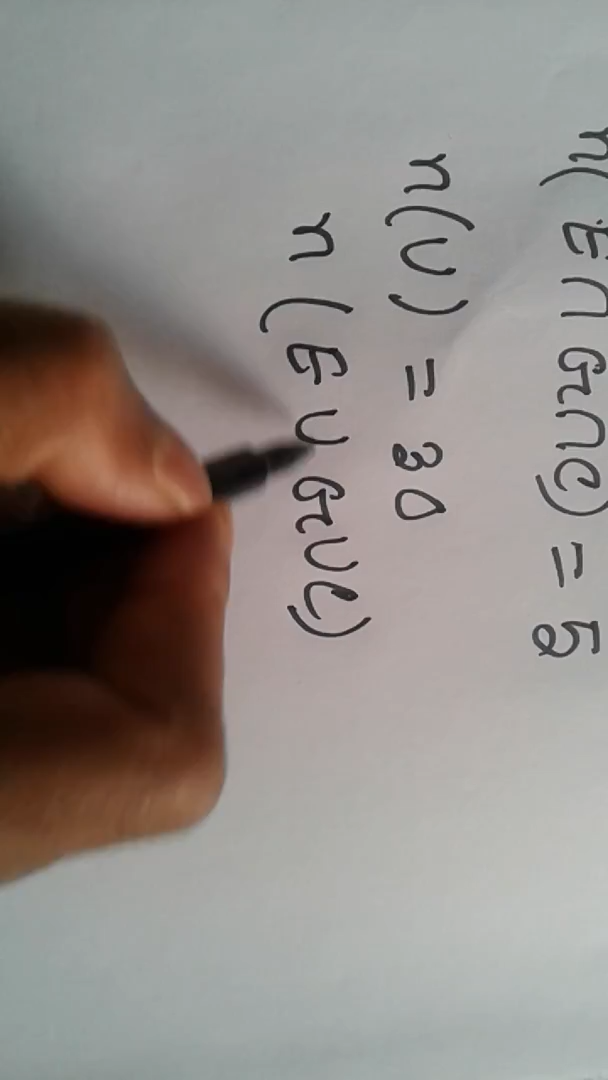 n(E∩G∩C) = 5
n(U) = 30
n(E∪G∪C)